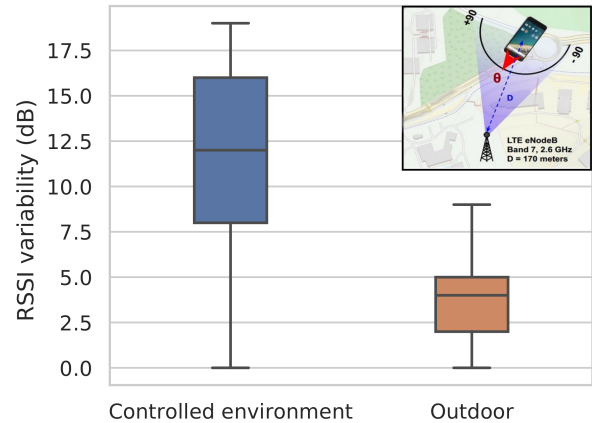 RSSI variability (dB)
17.5
15.0
12.5
10.0
7.5
5.0
2.5
0.0
Controlled environment
Outdoor
+90
- 90
θ
D
LTE eNodeB
Band 7, 2.6 GHz
D = 170 meters